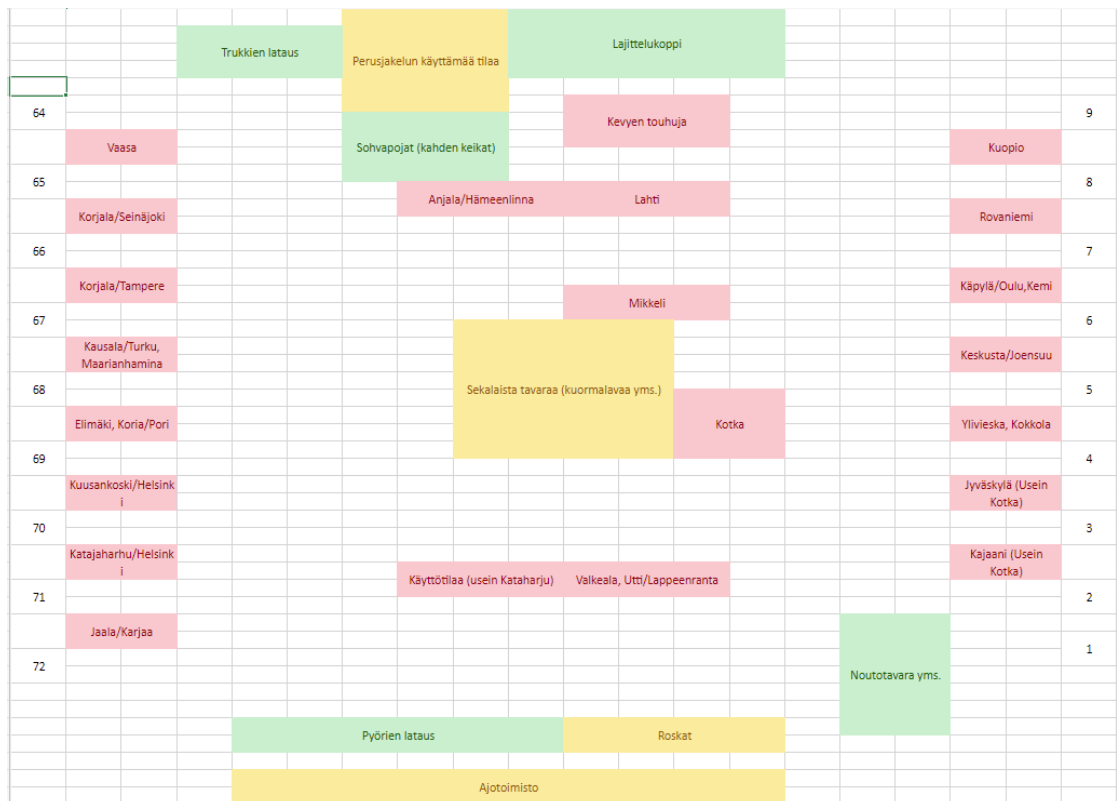 Trukkien lataus
Perusjakelun käyttämää tilaa
Lajittelukoppi
64
Kevyen touhuja
9
Vaasa
Sohvapojat (kahden keikat)
Kuopio
65
8
Anjala/Hämeenlinna
Lahti
Korjala/Seinäjoki
Rovaniemi
66
7
Korjala/Tampere
Käpylä/Oulu,Kemi
Mikkeli
67
6
Kausala/Turku,
Maarianhamina
Keskusta/Joensuu
68
Sekalaista tavaraa (kuormalavaa yms.)
5
Elimäki, Koria/Pori
Kotka
Ylivieska, Kokkola
69
4
Kuusankoski/Helsink
i
Jyväskylä (Usein
Kotka)
70
3
Katajaharhu/Helsink
i
Kajaani (Usein
Kotka)
Käyttötilaa (usein Kataharju)
Valkeala, Utti/Lappeenranta
71
2
Jaala/Karjaa
1
72
Noutotavara yms.
Pyörien lataus
Roskat
Ajotoimisto